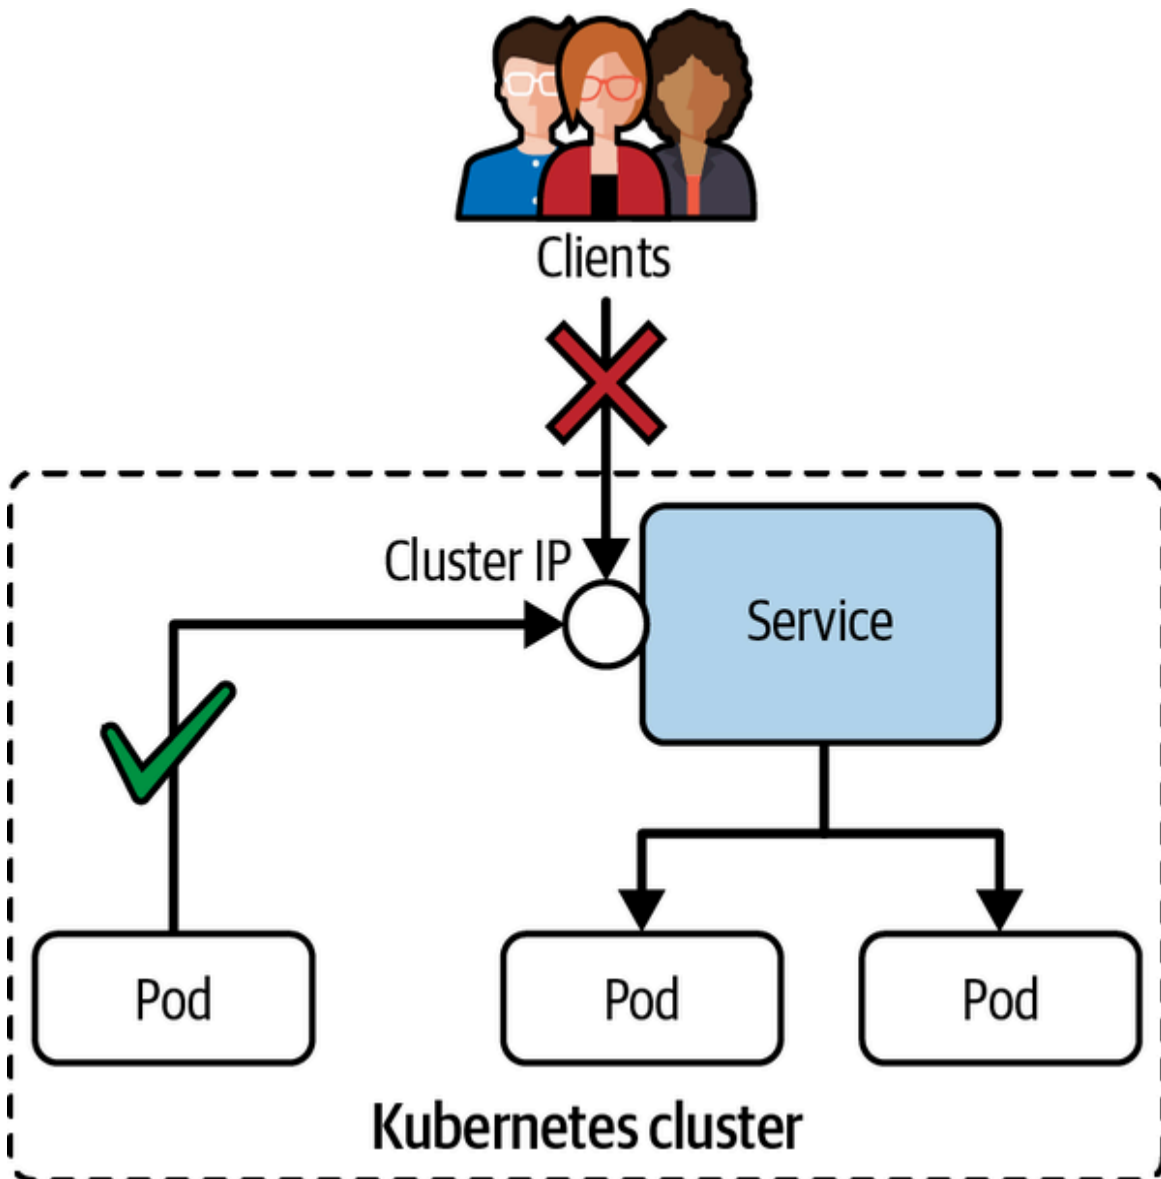 Clients
Cluster IP
Service
Pod
Pod
Pod
Kubernetes cluster